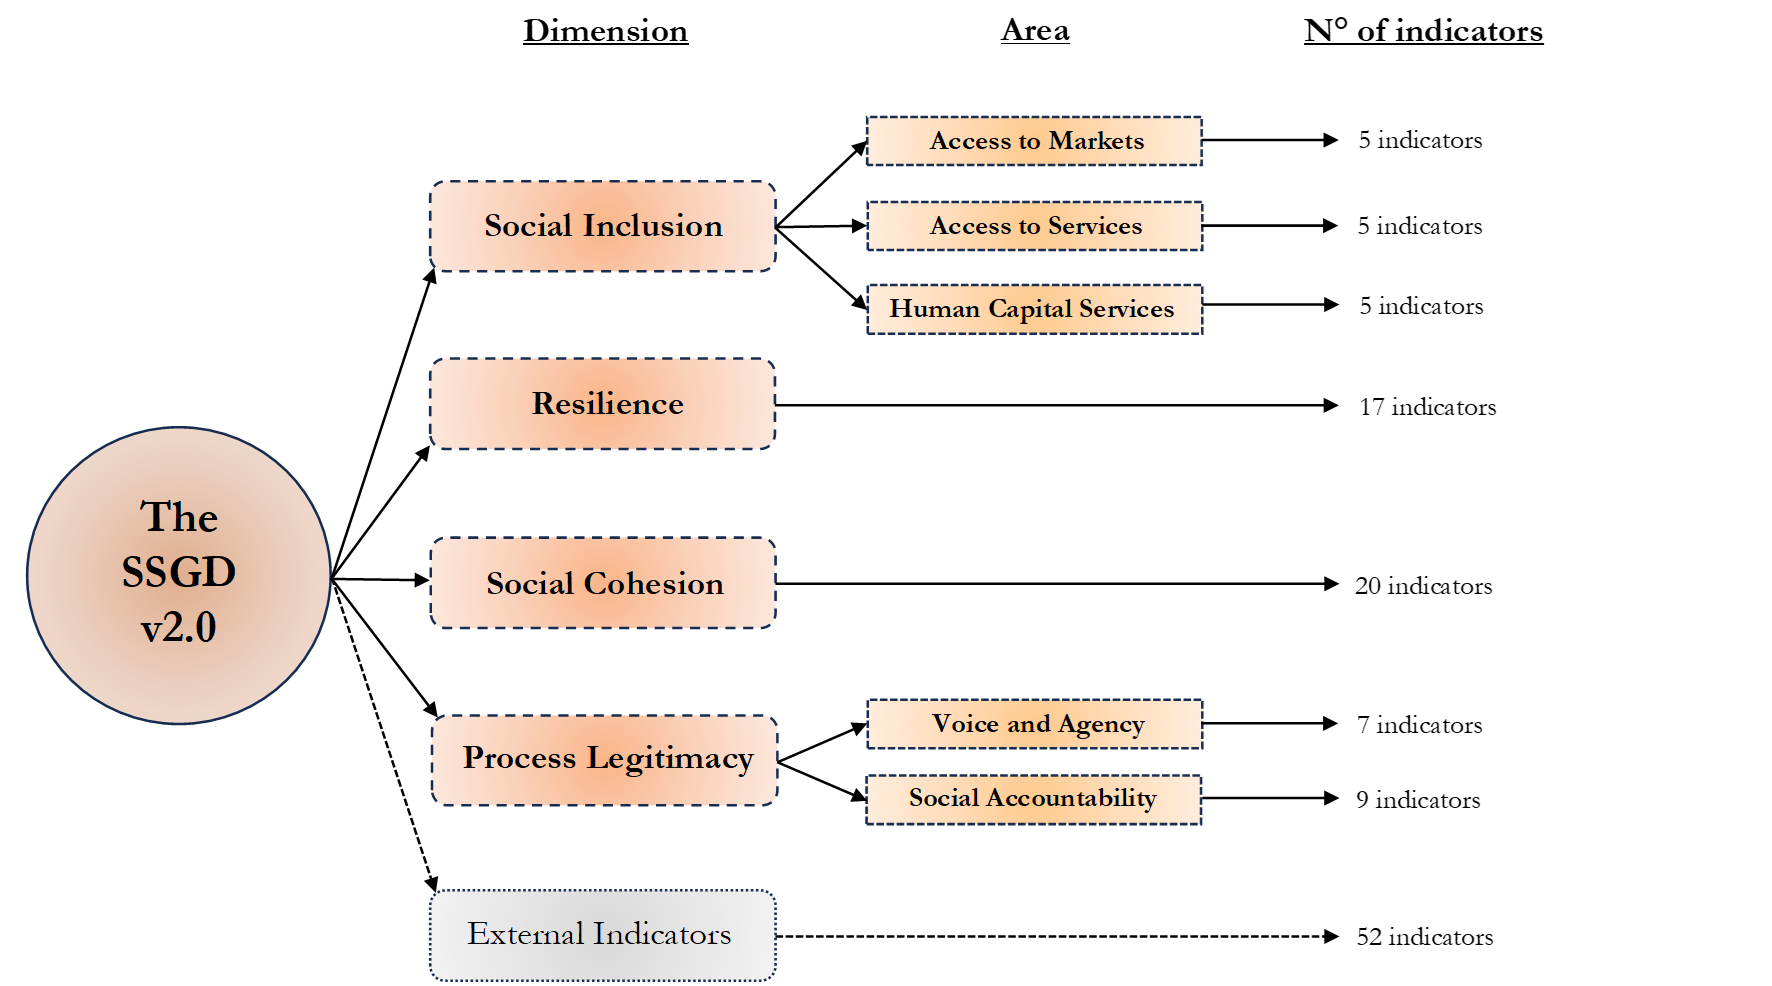 Dimension
Area
N° of indicators
Access to Markets
5 indicators
Social Inclusion
Access to Services
5 indicators
Human Capital Services
5 indicators
Resilience
17 indicators
The
SSGD
v2.0
Social Cohesion
20 indicators
Process Legitimacy
Voice and Agency
7 indicators
Social Accountability
9 indicators
External Indicators
52 indicators